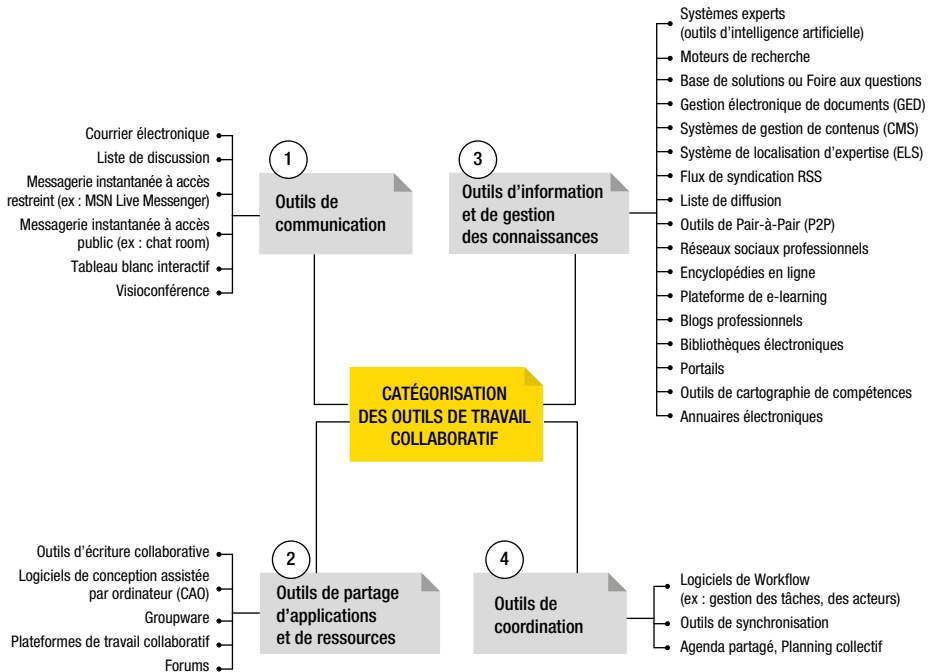 CATÉGORISATION
DES OUTILS DE TRAVAIL
COLLABORATIF
1
Outils de
communication
Courrier électronique
Liste de discussion
Messagerie instantanée à accès
restreint (ex : MSN Live Messenger)
Messagerie instantanée à accès
public (ex : chat room)
Tableau blanc interactif
Visioconférence
2
Outils de partage
d’applications
et de ressources
Outils d’écriture collaborative
Logiciels de conception assistée
par ordinateur (CAO)
Groupware
Plateformes de travail collaboratif
Forums
3
Outils d’information
et de gestion
des connaissances
Systèmes experts
(outils d’intelligence artificielle)
Moteurs de recherche
Base de solutions ou Foire aux questions
Gestion électronique de documents (GED)
Systèmes de gestion de contenus (CMS)
Système de localisation d’expertise (ELS)
Flux de syndication RSS
Liste de diffusion
Outils de Pair-à-Pair (P2P)
Réseaux sociaux professionnels
Encyclopédies en ligne
Plateforme de e-learning
Blogs professionnels
Bibliothèques électroniques
Portails
Outils de cartographie de compétences
Annuaires électroniques
4
Outils de
coordination
Logiciels de Workflow
(ex : gestion des tâches, des acteurs)
Outils de synchronisation
Agenda partagé, Planning collectif